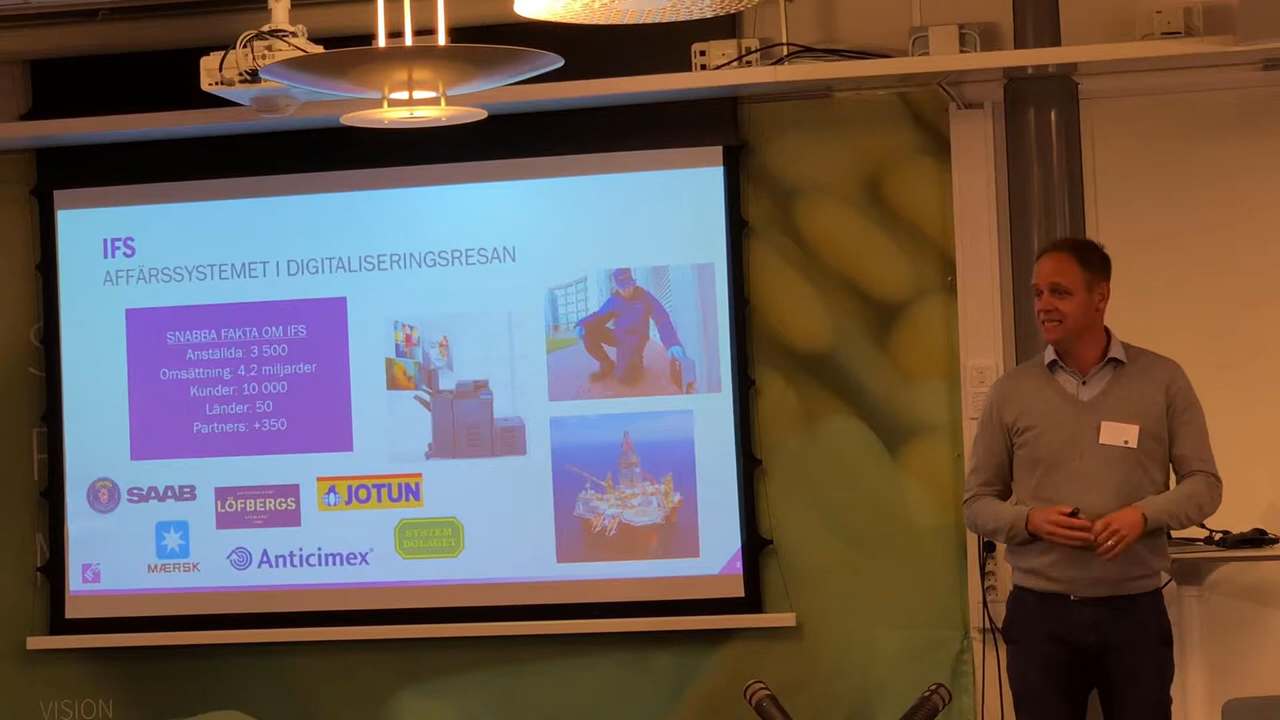 IFS
AFFÄRSSYSTEMET I DIGITALISERINGSRESAN
SNABBA FAKTA OM IFS
Anställda: 3 500
Omsättning: 4,2 miljarder
Kunder: 10 000
Länder: 50
Partners: +350
SAAB
LÖFBERGS
JOTUN
MÆRSK
Anticimex
SYSTEM
BOLAGET
VISION